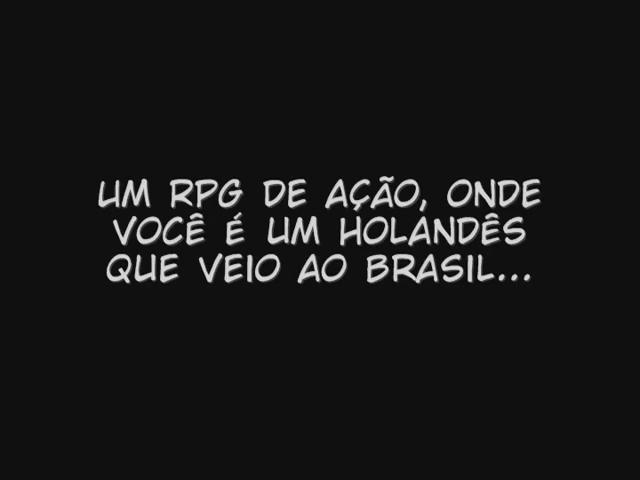 UM RPG DE AÇÃO, ONDE
VOCÊ É UM HOLANDÊS
QUE VEIO AO BRASIL...